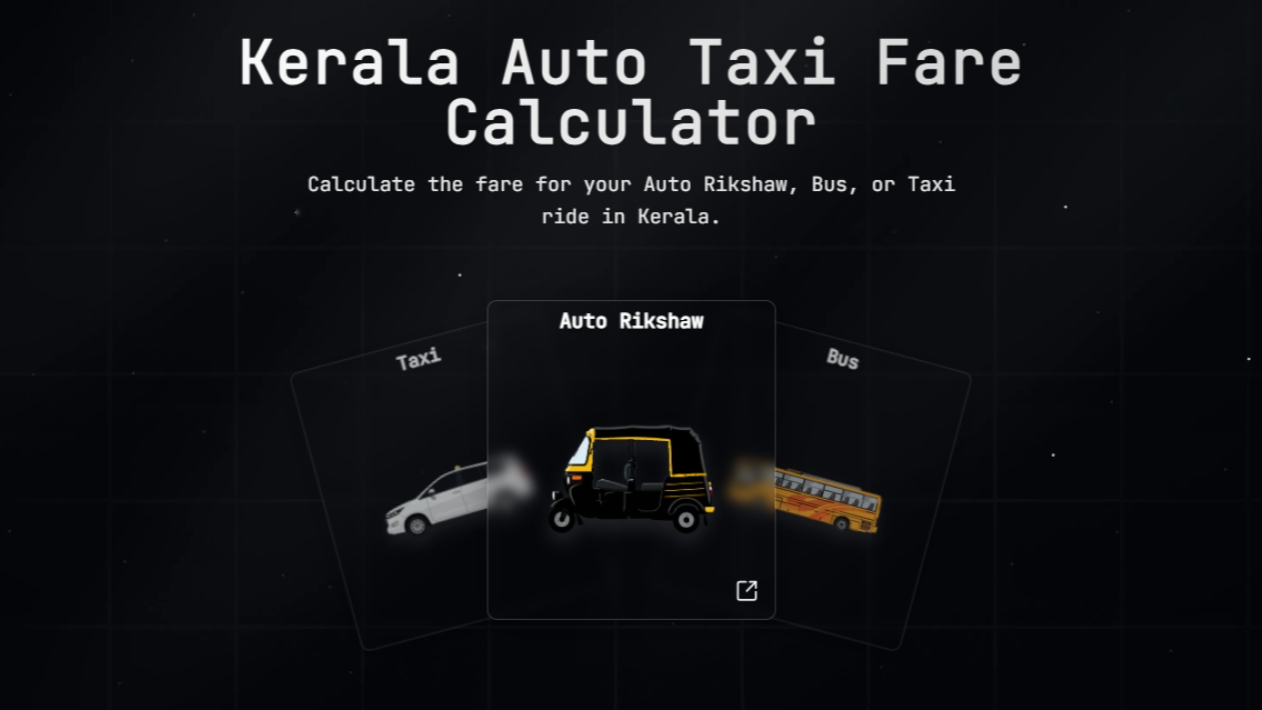 Kerala Auto Taxi Fare
Calculator
Calculate the fare for your Auto Rikshaw, Bus, or Taxi
ride in Kerala.
Taxi
Auto Rikshaw
Bus